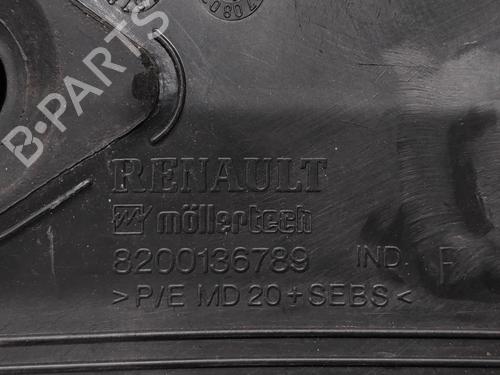 B-PARTS
RENAULT
möllertech
8200136789 IND. F
>P/E MD 20+SEBS<